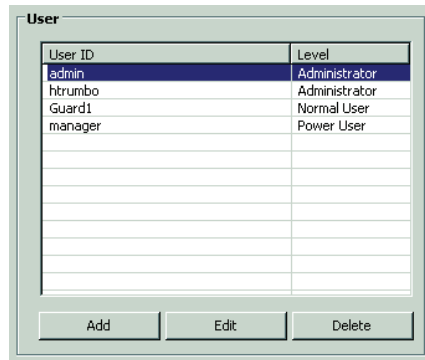 User
User ID Level
admin Administrator
htrumbo Administrator
Guard1 Normal User
manager Power User
Add Edit Delete